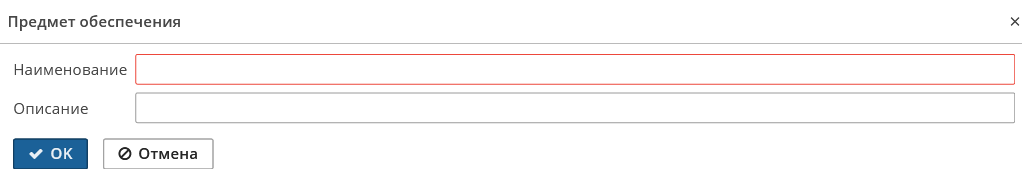 Предмет обеспечения
Наименование
Описание
OK
Отмена